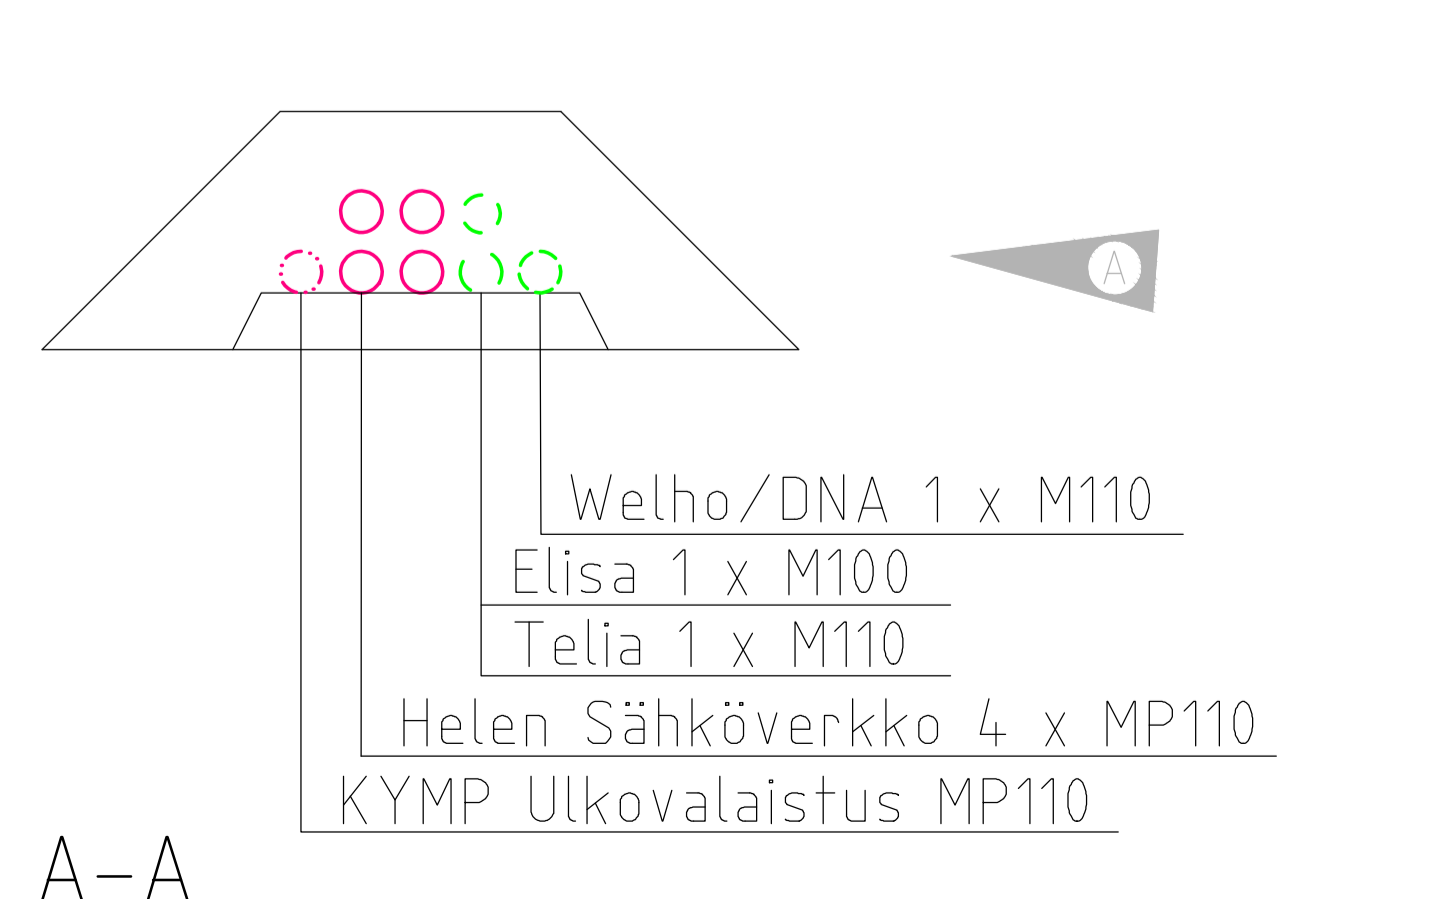 A
Welho/DNA 1 x M110
Elisa 1 x M100
Telia 1 x M110
Helen Sähköverkko 4 x MP110
KYMP Ulkovalaistus MP110
A-A